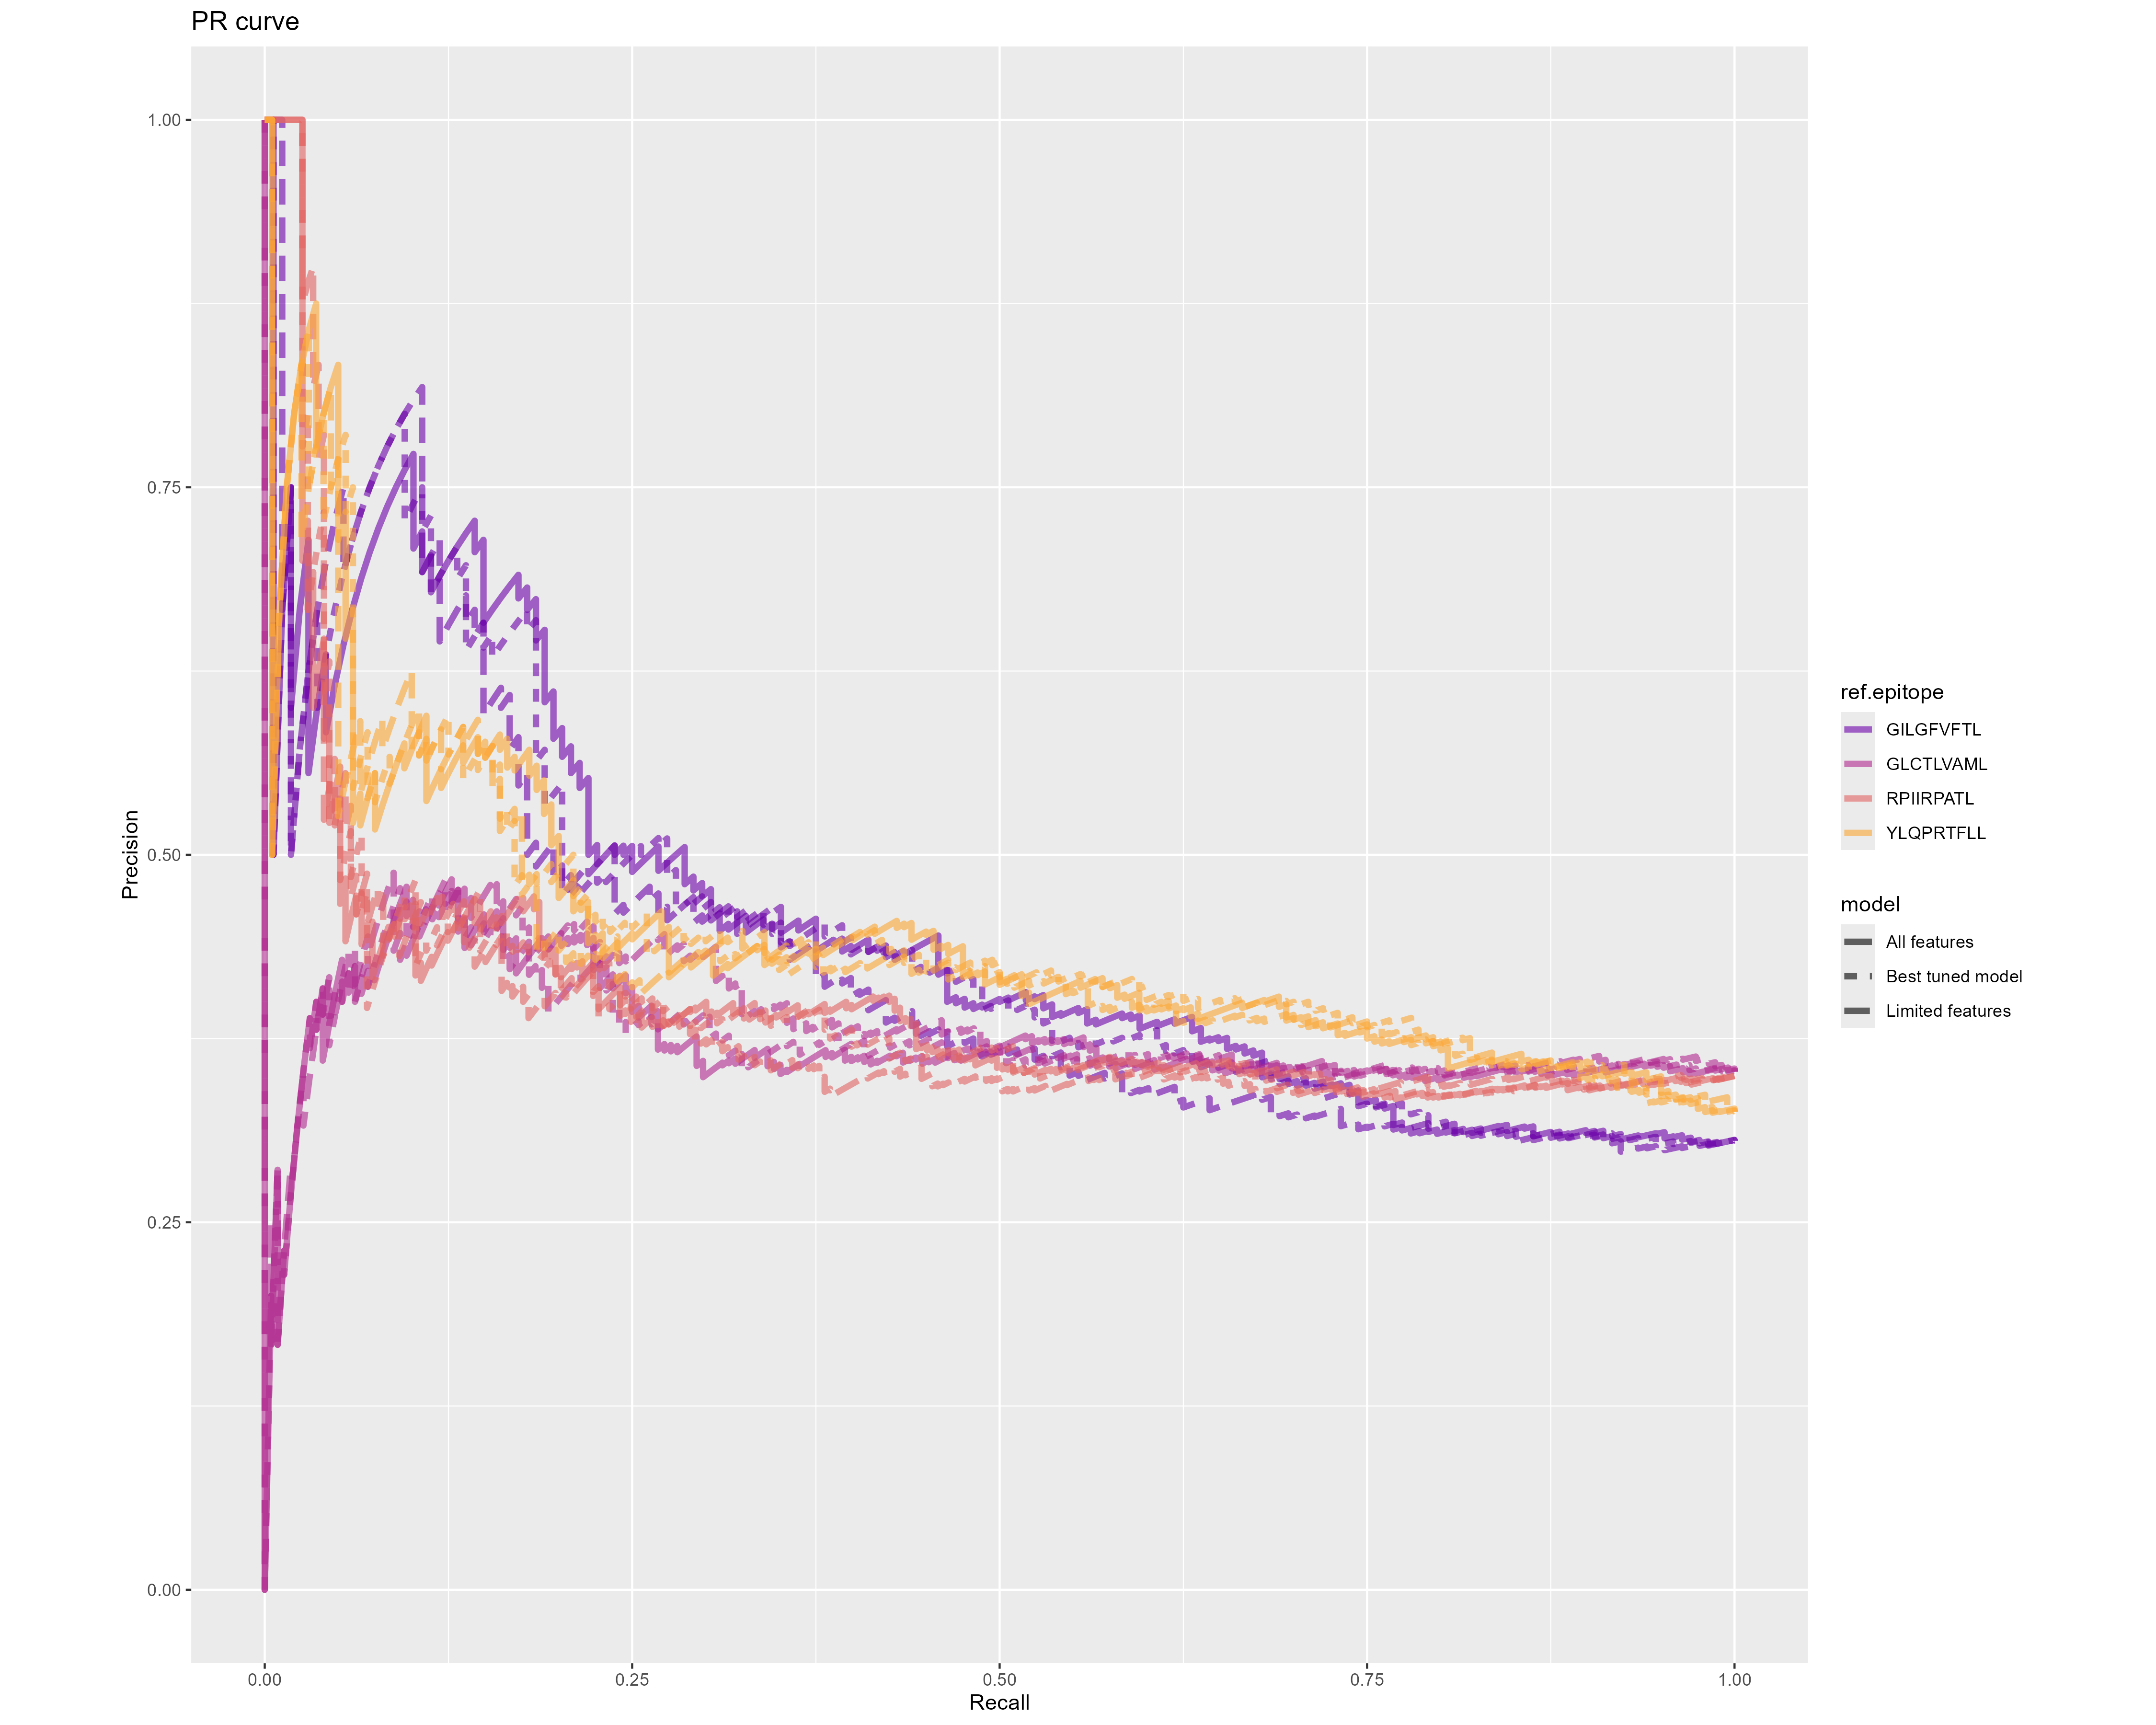 PR curve
1.00
0.75
0.50
0.25
0.00
Precision
0.00
0.25
0.50
0.75
1.00
Recall
ref.epitope
GILGFVFTL
GLCTLVAML
RPIIRPATL
YLQPRTFLL
model
All features
Best tuned model
Limited features